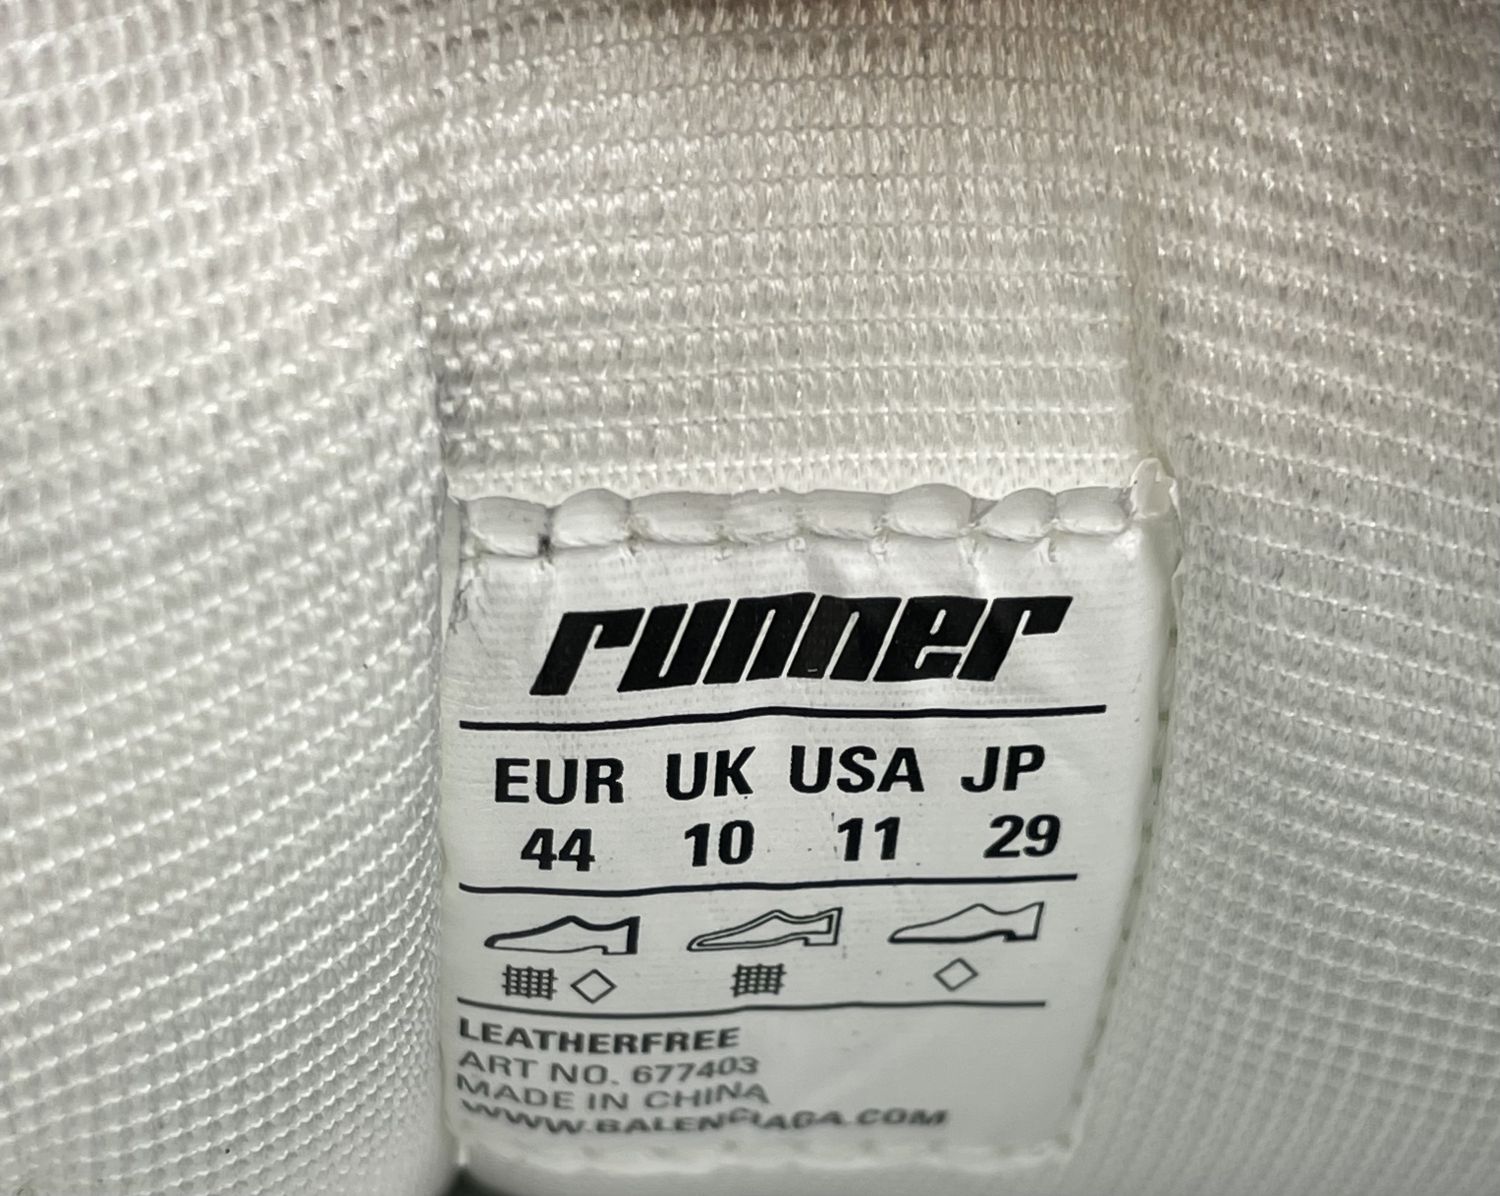 runner
EUR UK USA JP
44 10 11 29
LEATHERFREE
ART NO. 677403
MADE IN CHINA
WWW.BALENCIAGA.COM